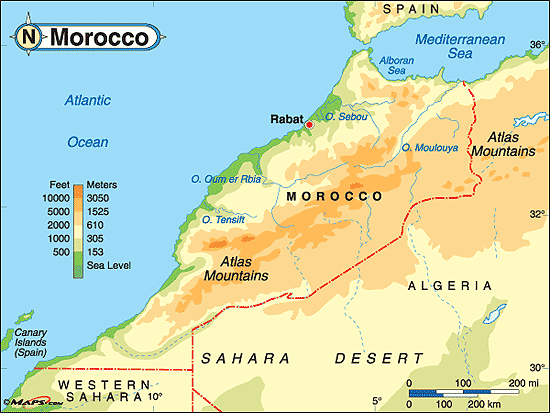 N Morocco
SPAIN
Mediterranean
Sea
36°
Alboran
Sea
Atlantic
Ocean
Rabat
O. Sebou
O. Moulouya
Atlas
Mountains
Feet Meters
10000 3050
5000 1525
2000 610
1000 305
500 153
Sea Level
O. Oum er Rbia
MOROCCO
O. Tensift
32°
Atlas
Mountains
ALGERIA
Canary
Islands
(Spain)
SAHARA DESERT
30°
WESTERN
SAHARA
10°
5°
0 100 200 mi
0 100 200 km
MAPS.COM